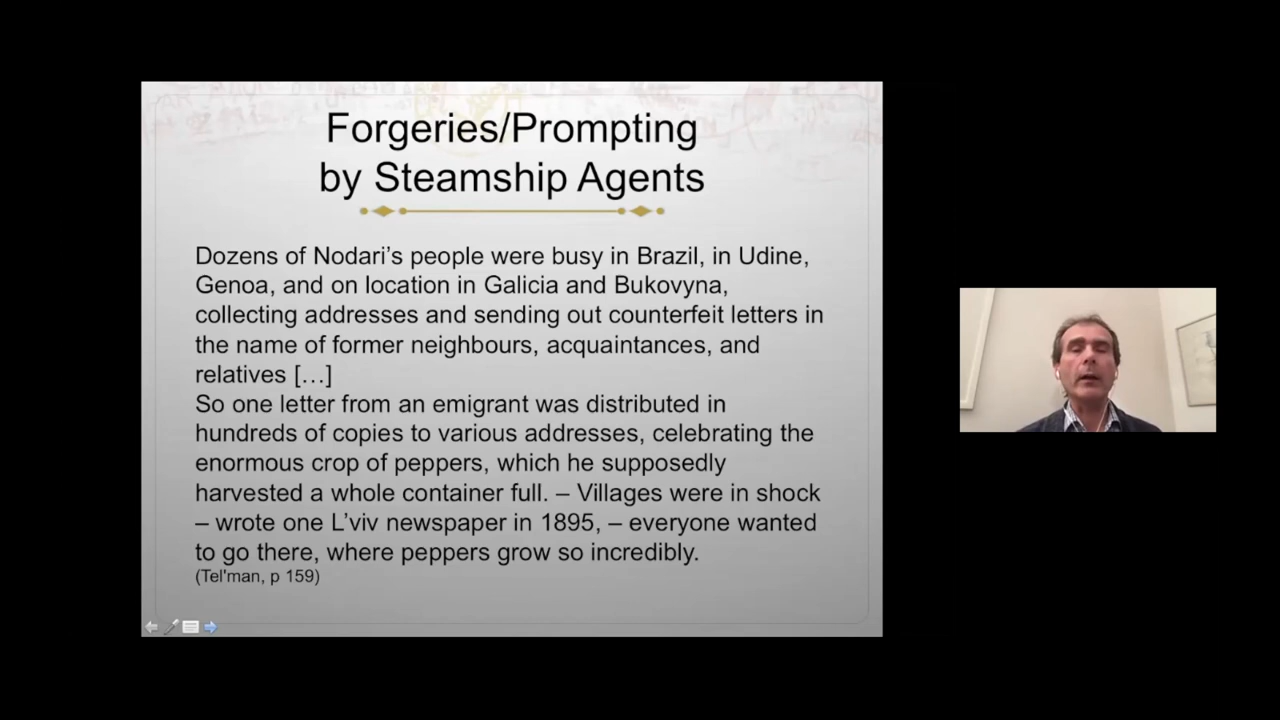 Forgeries/Prompting
by Steamship Agents
Dozens of Nodari’s people were busy in Brazil, in Udine,
Genoa, and on location in Galicia and Bukovyna,
collecting addresses and sending out counterfeit letters in
the name of former neighbours, acquaintances, and
relatives […]
So one letter from an emigrant was distributed in
hundreds of copies to various addresses, celebrating the
enormous crop of peppers, which he supposedly
harvested a whole container full. – Villages were in shock
– wrote one L’viv newspaper in 1895, – everyone wanted
to go there, where peppers grow so incredibly.
(Tel'man, p 159)